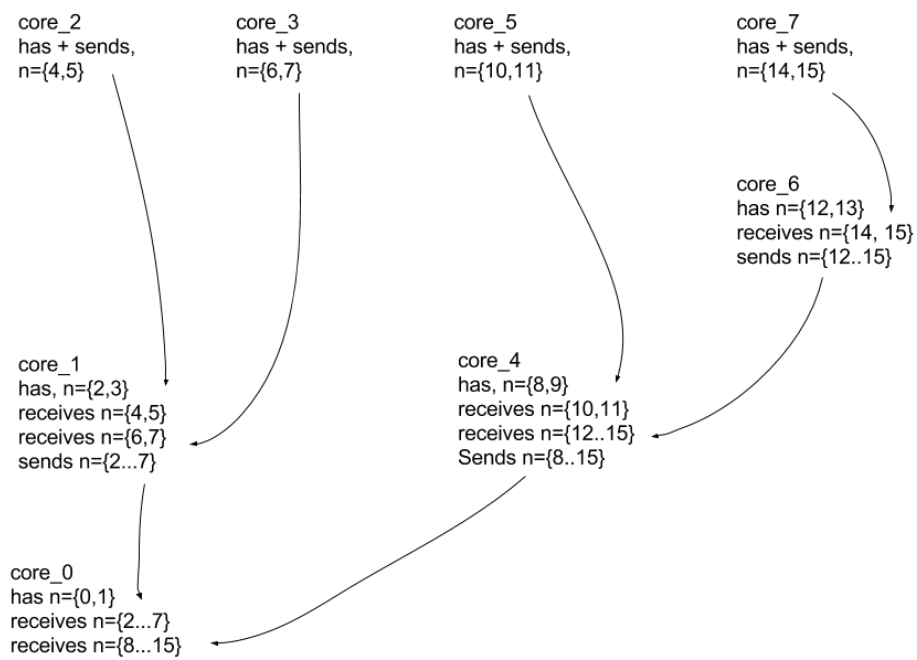 core_2
has + sends,
n={4,5}
core_3
has + sends,
n={6,7}
core_5
has + sends,
n={10,11}
core_7
has + sends,
n={14,15}
core_6
has n={12,13}
receives n={14, 15}
sends n={12..15}
core_1
has, n={2,3}
receives n={4,5}
receives n={6,7}
sends n={2...7}
core_4
has, n={8,9}
receives n={10,11}
receives n={12..15}
Sends n={8..15}
core_0
has n={0,1}
receives n={2...7}
receives n={8...15}